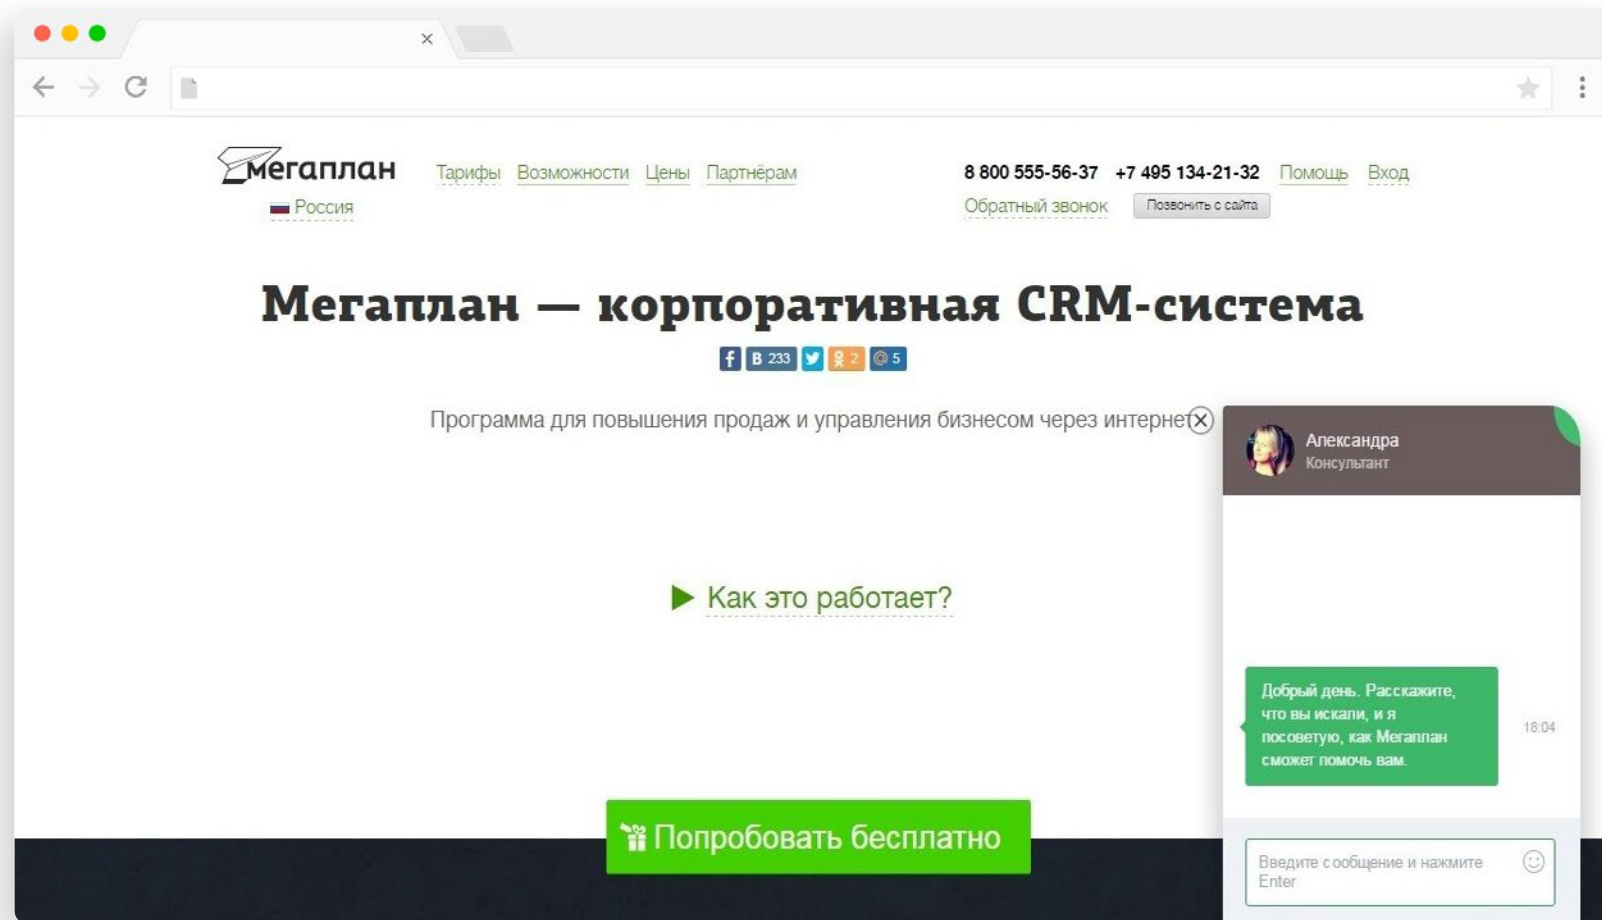 мегаплан
Тарифы Возможности Цены Партнёрам
8 800 555-56-37 +7 495 134-21-32 Помощь Вход
Россия
Обратный звонок Позвонить с сайта
Мегаплан — корпоративная CRM-система
f B 233 2 @ 5
Программа для повышения продаж и управления бизнесом через интернет
Александра
Консультант
Как это работает?
Добрый день. Расскажите,
что вы искали, и я
посоветую, как Мегаплан
сможет помочь вам.
18:04
Попробовать бесплатно
Введите сообщение и нажмите
Enter